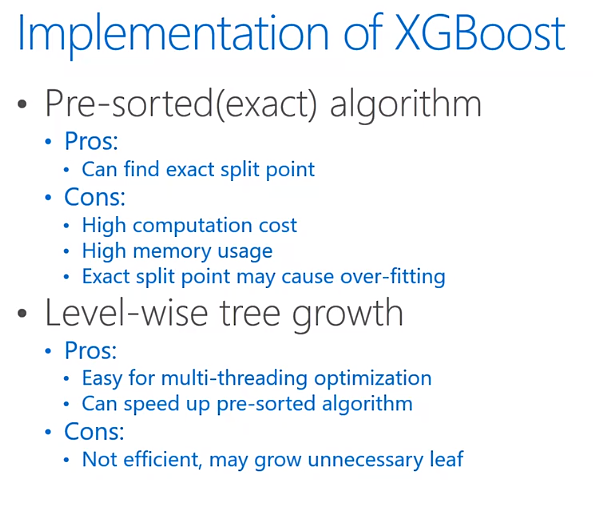 Implementation of XGBoost
• Pre-sorted(exact) algorithm
• Pros:
• Can find exact split point
• Cons:
• High computation cost
• High memory usage
• Exact split point may cause over-fitting
• Level-wise tree growth
• Pros:
• Easy for multi-threading optimization
• Can speed up pre-sorted algorithm
• Cons:
• Not efficient, may grow unnecessary leaf